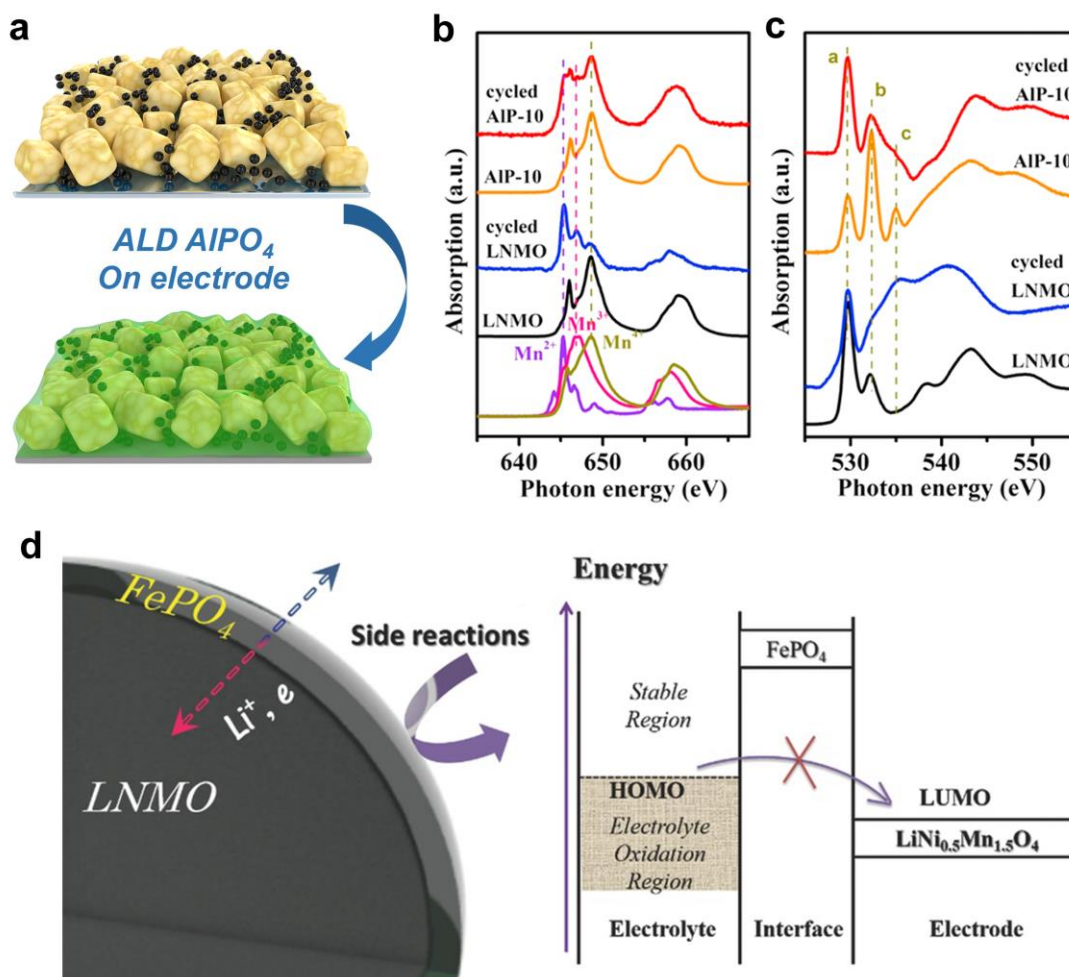 a
ALD AlPO₄
On electrode
b
cycled
AlP-10
AlP-10
cycled
LNMO
LNMO
Mn²⁺
Mn³⁺
Mn⁴⁺
Absorption (a.u.)
640 650 660
Photon energy (eV)
c
a
b
c
cycled
AlP-10
AlP-10
cycled
LNMO
LNMO
Absorption (a.u.)
530 540 550
Photon energy (eV)
d
FePO₄
Li⁺, e
LNMO
Side reactions
Energy
FePO₄
Stable
Region
HOMO
Electrolyte
Oxidation
Region
LUMO
LiNi₀.₅Mn₁.₅O₄
Electrolyte Interface Electrode